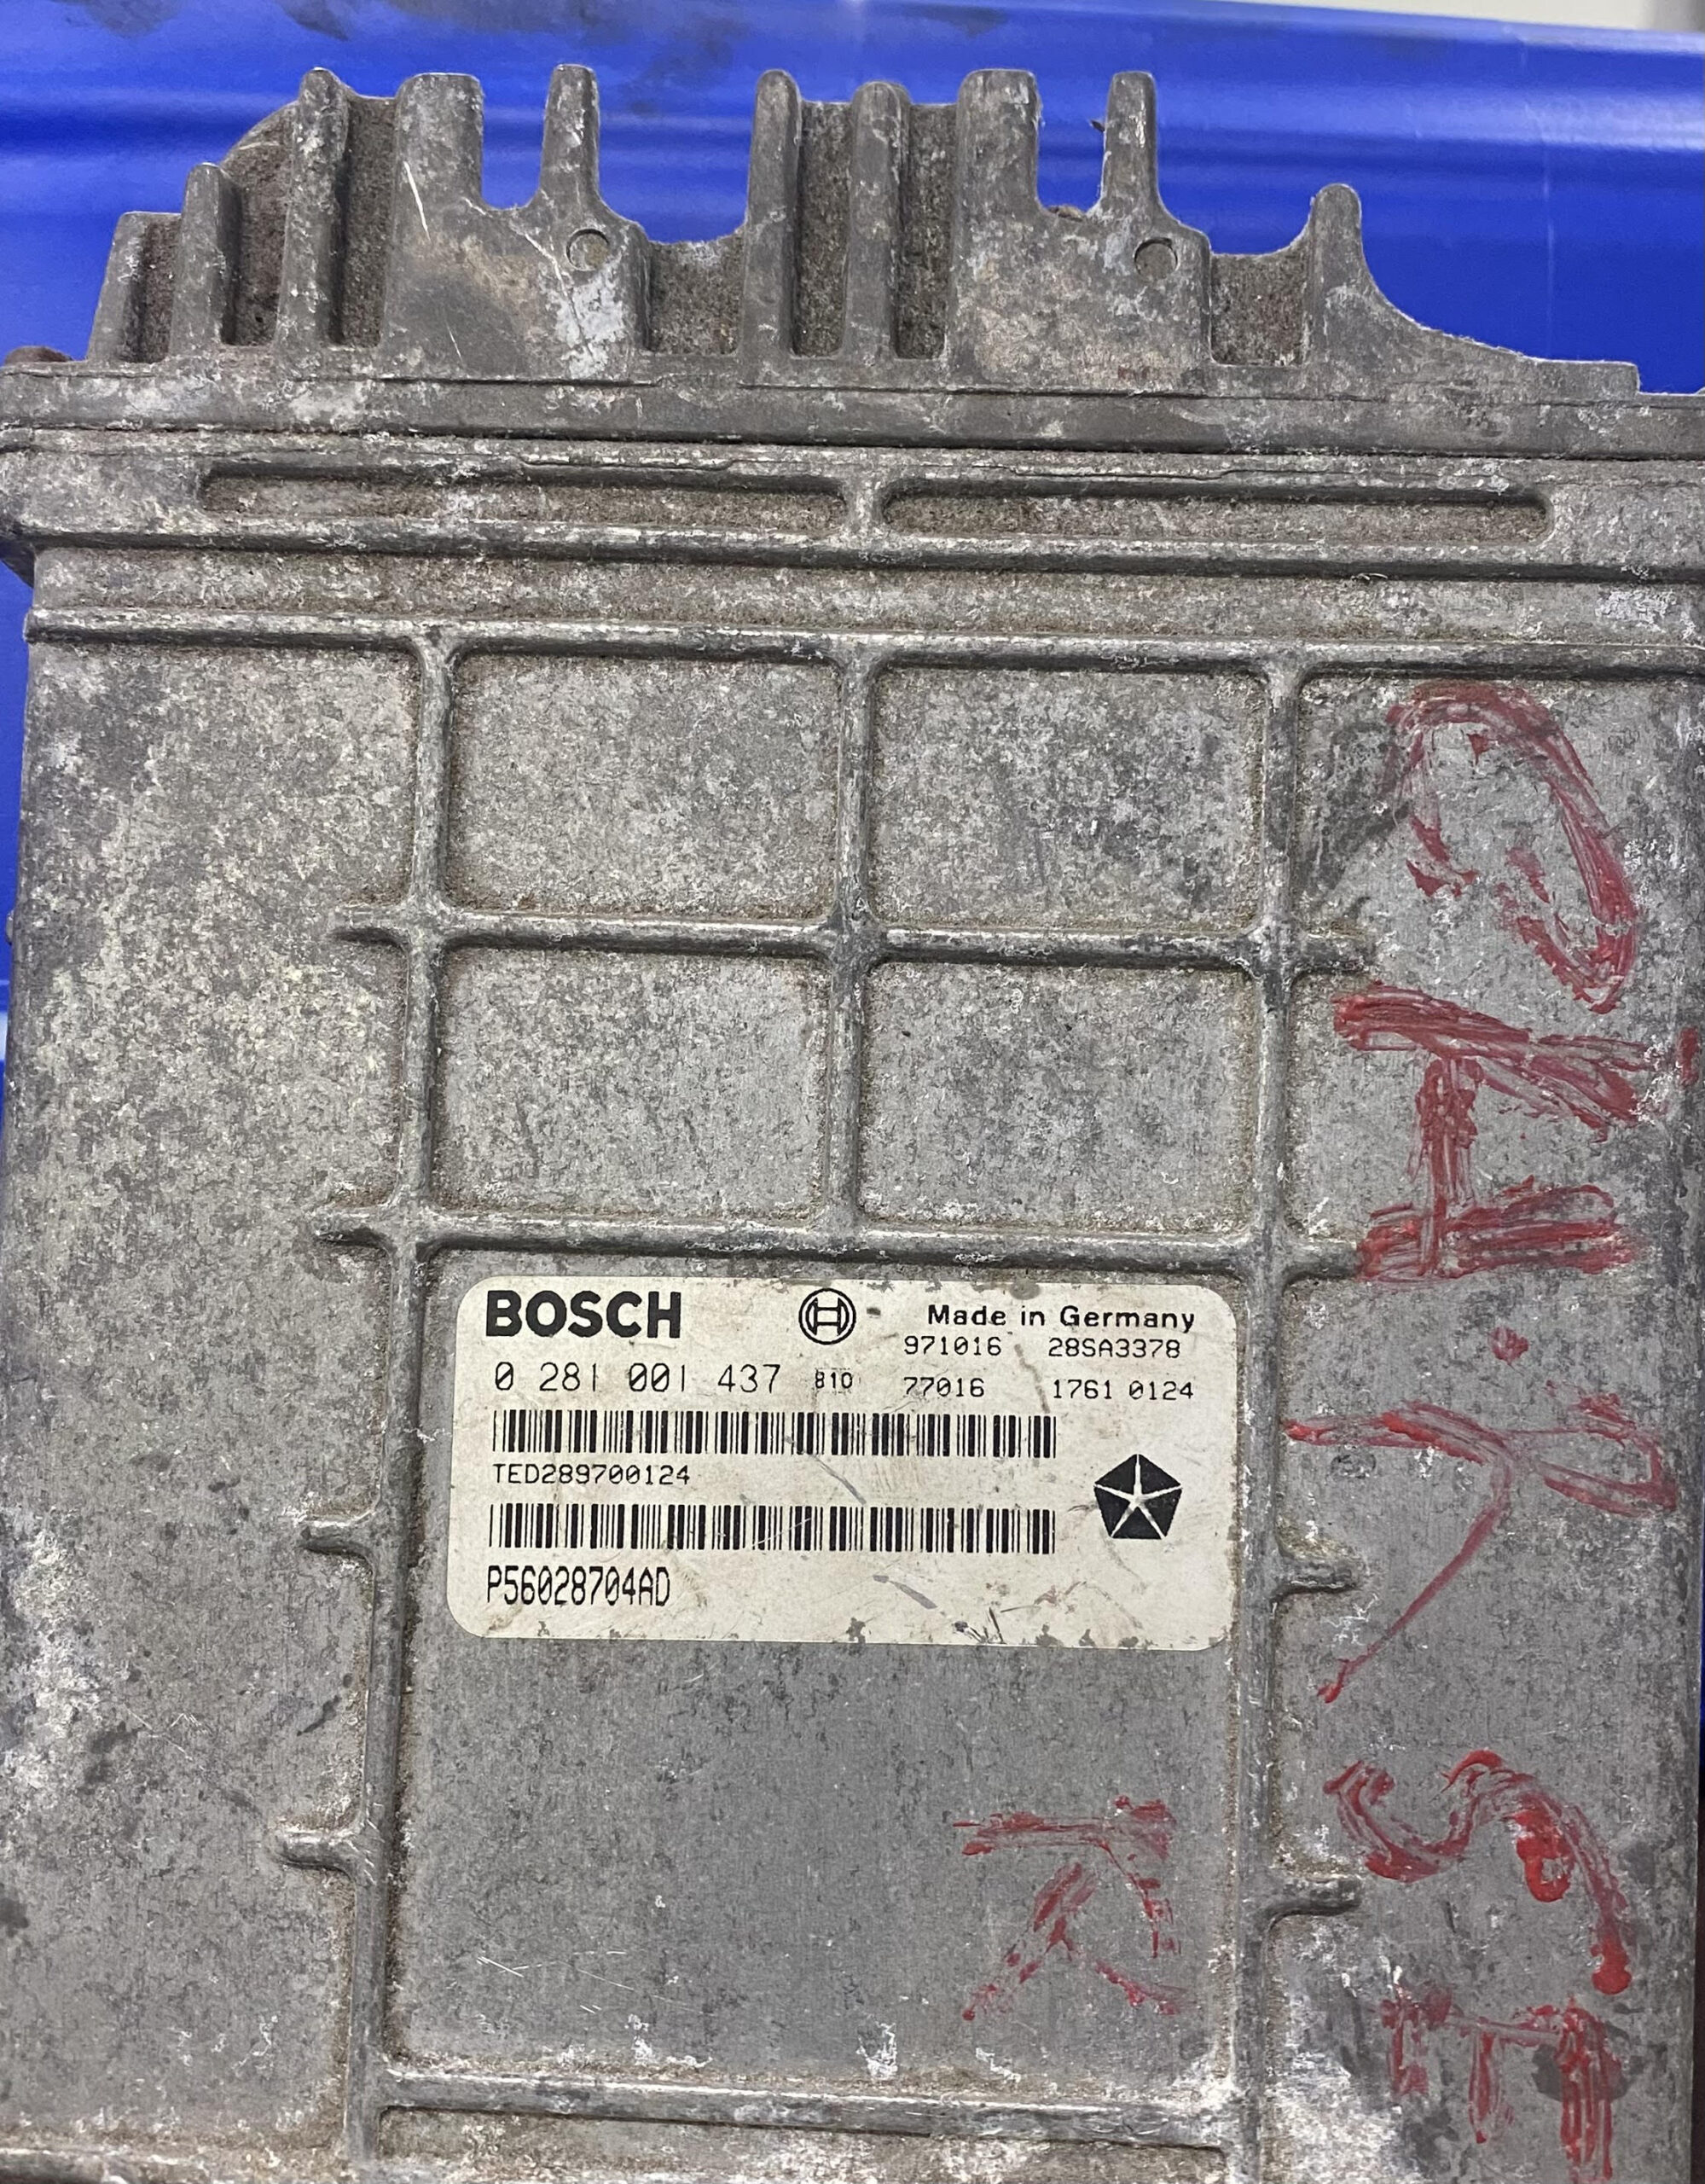 BOSCH Made in Germany
971016 28SA3378
0 281 001 437 810 77016 1761 0124
TED289700124
P56028704AD